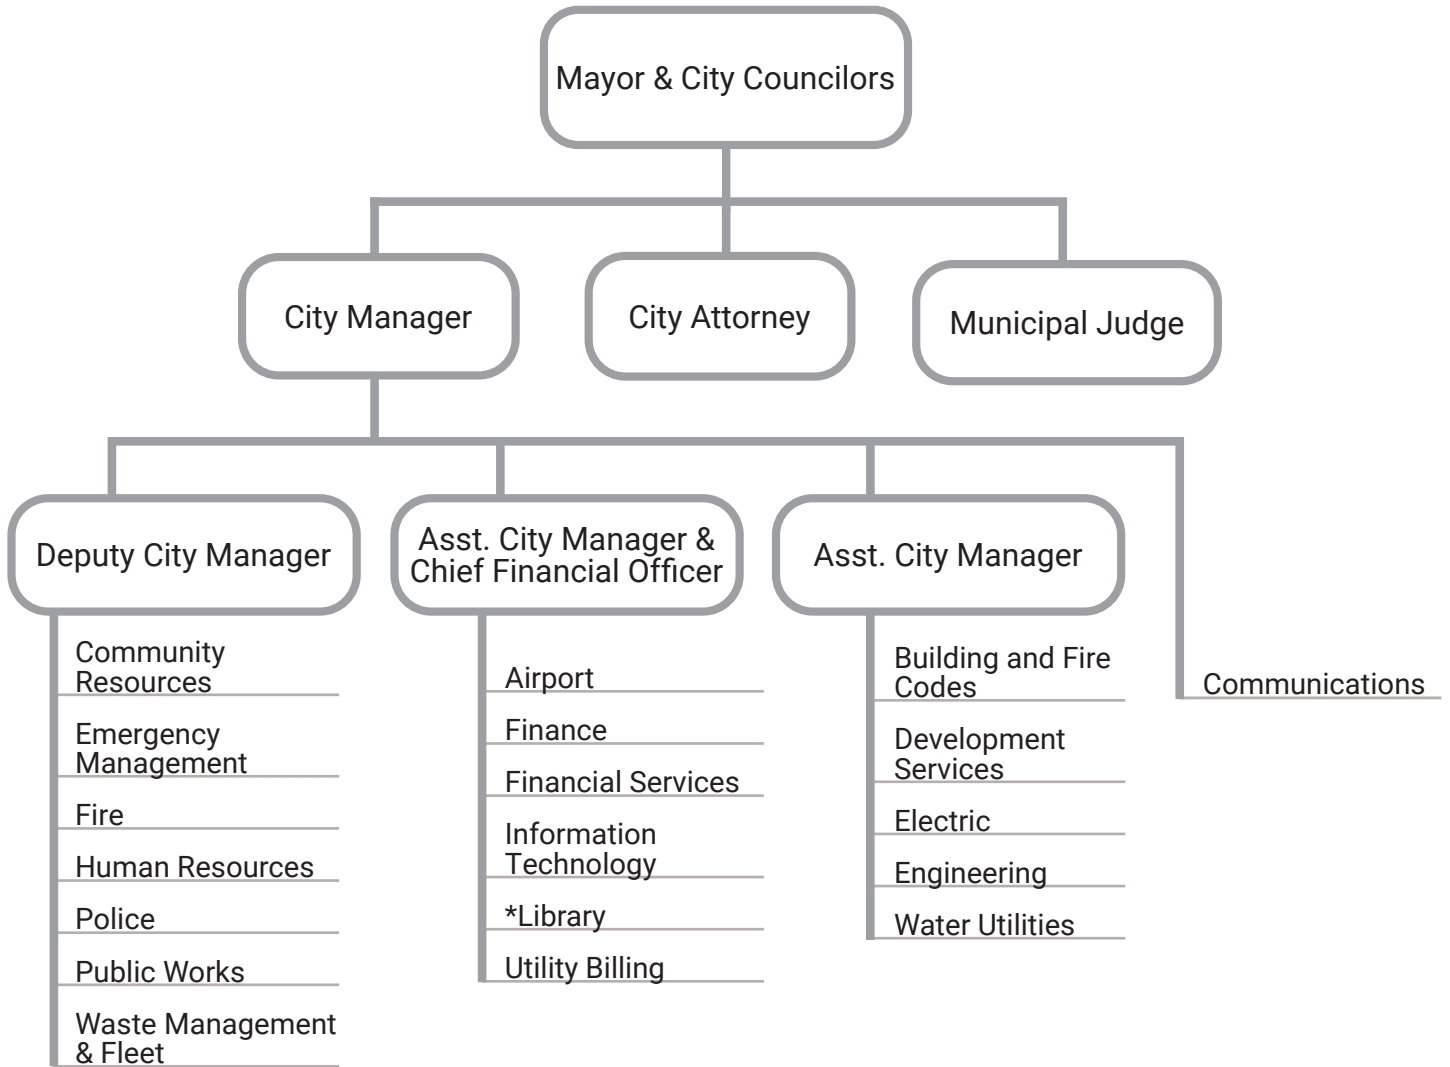 Mayor & City Councilors
City Manager
City Attorney
Municipal Judge
Deputy City Manager
Asst. City Manager &
Chief Financial Officer
Asst. City Manager
Community
Resources
Emergency
Management
Fire
Human Resources
Police
Public Works
Waste Management
& Fleet
Airport
Finance
Financial Services
Information
Technology
*Library
Utility Billing
Building and Fire
Codes
Development
Services
Electric
Engineering
Water Utilities
Communications